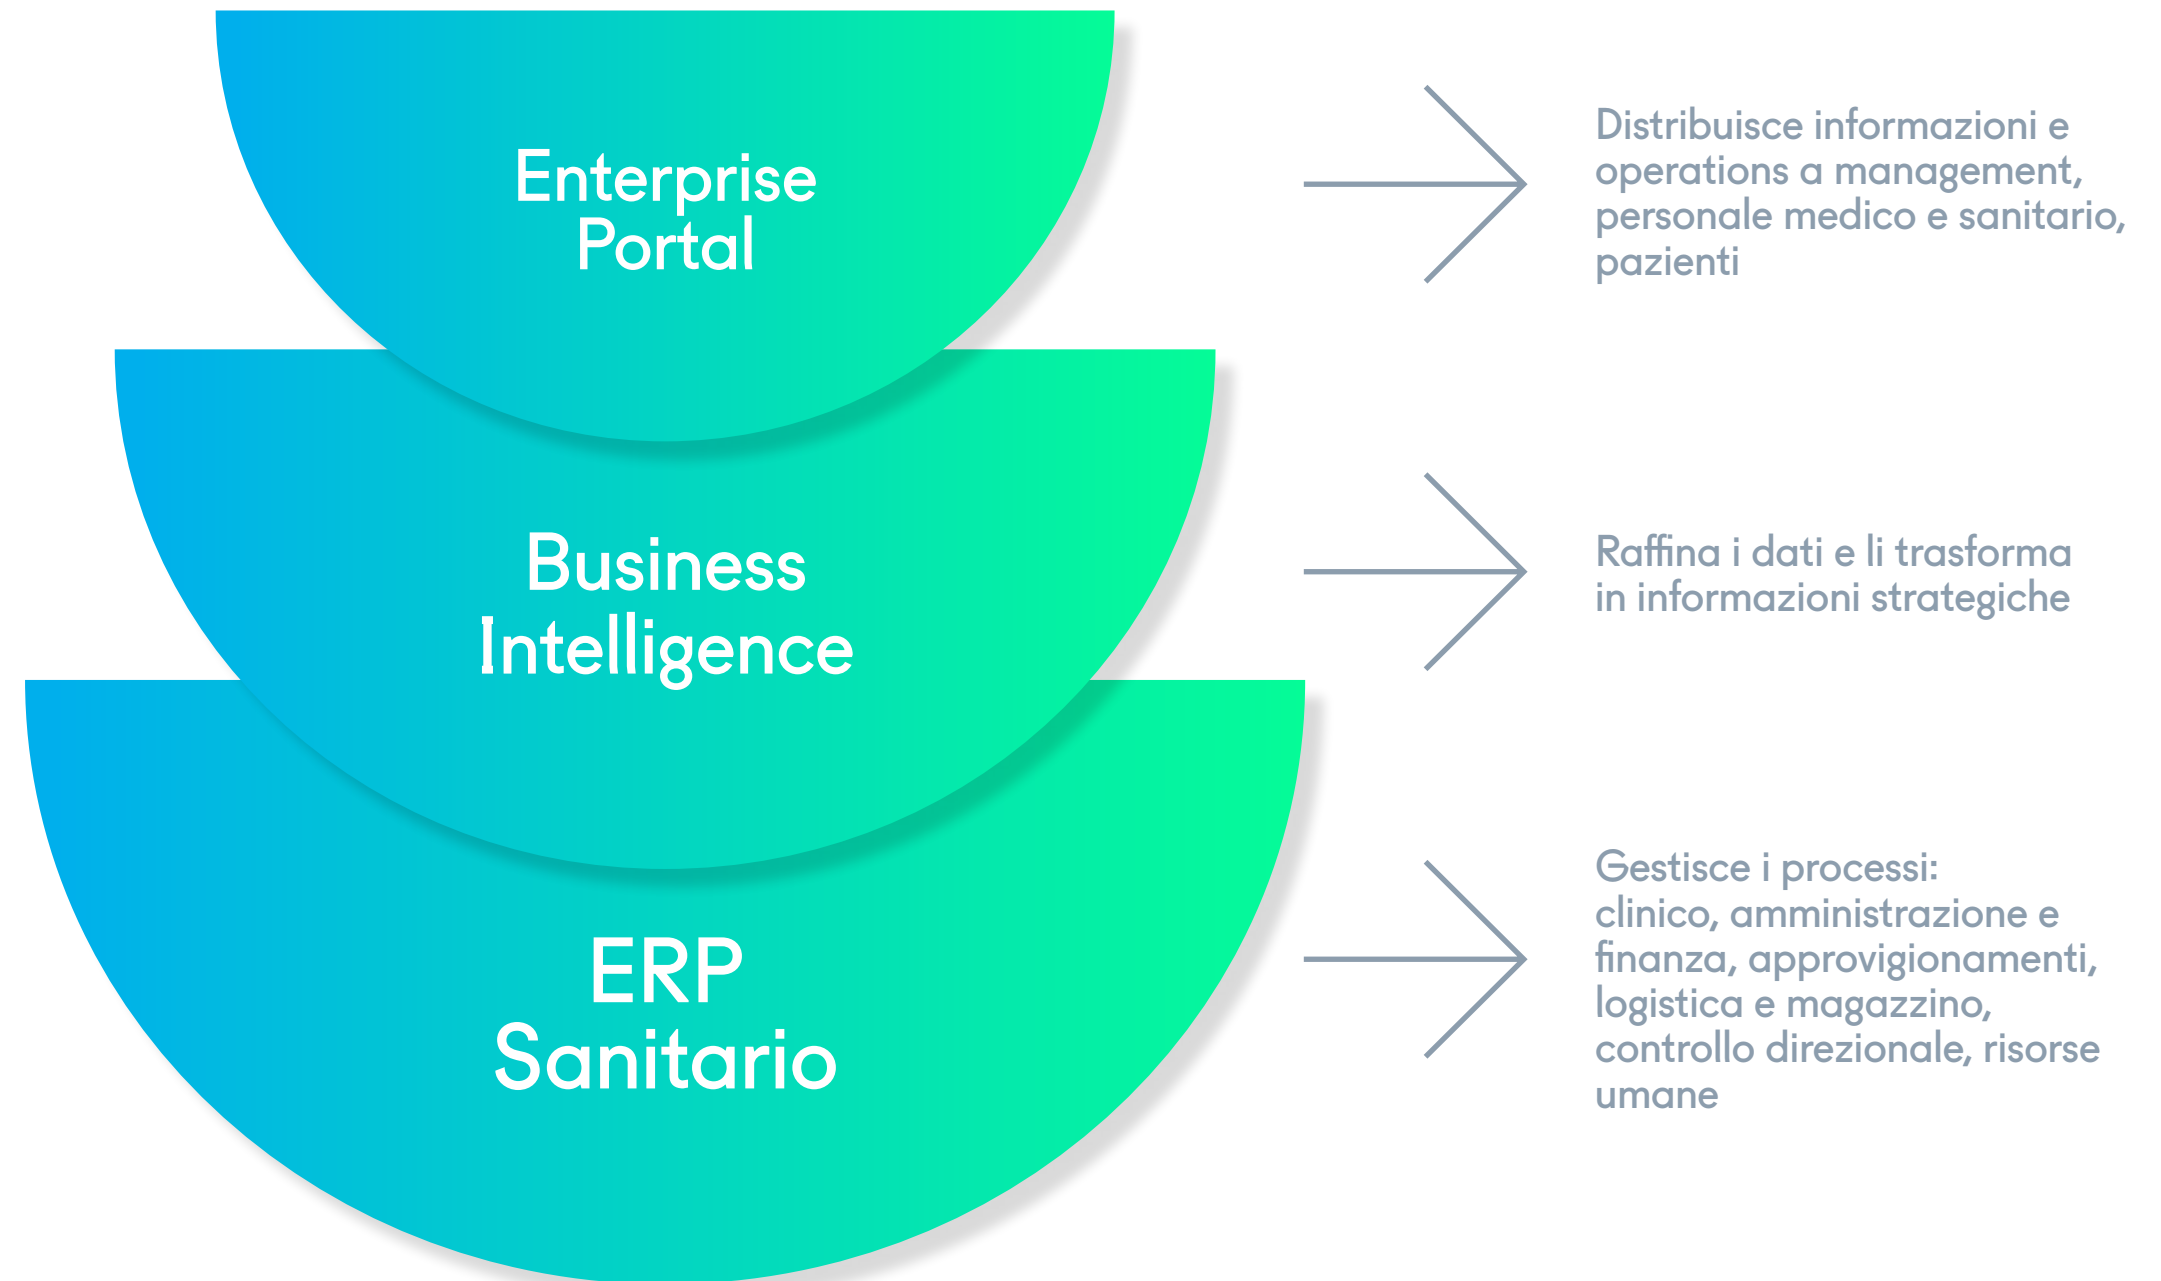 Enterprise
Portal
Distribuisce informazioni e
operations a management,
personale medico e sanitario,
pazienti
Business
Intelligence
Raffina i dati e li trasforma
in informazioni strategiche
ERP
Sanitario
Gestisce i processi:
clinico, amministrazione e
finanza, approvigionamenti,
logistica e magazzino,
controllo direzionale, risorse
umane